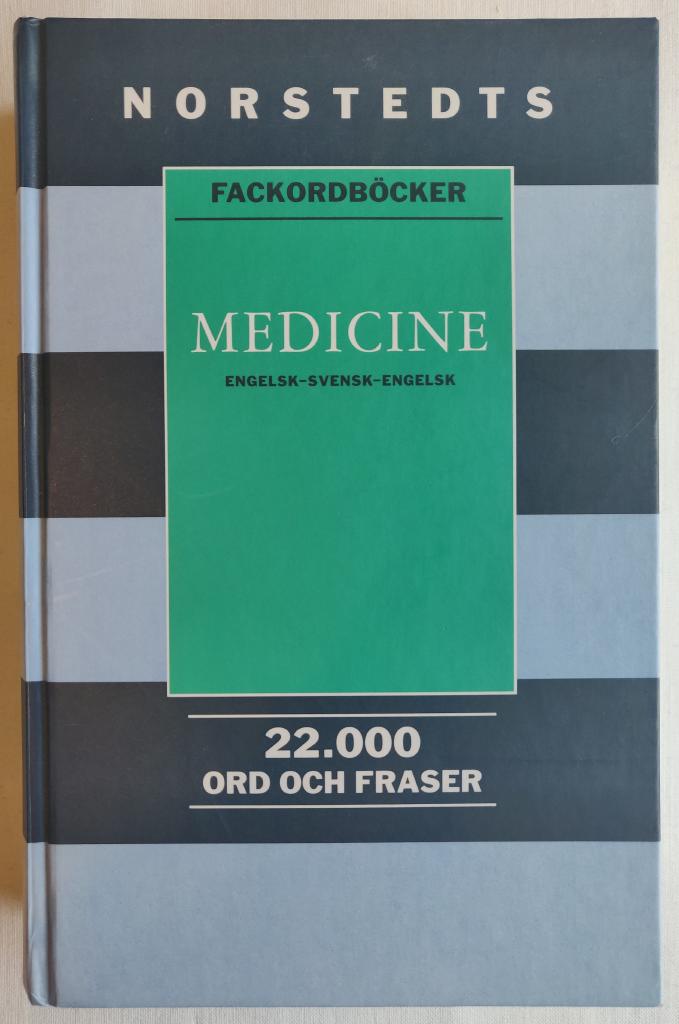 NORSTEDTS
FACKORDBÖCKER
MEDICINE
ENGELSK–SVENSK–ENGELSK
22.000
ORD OCH FRASER